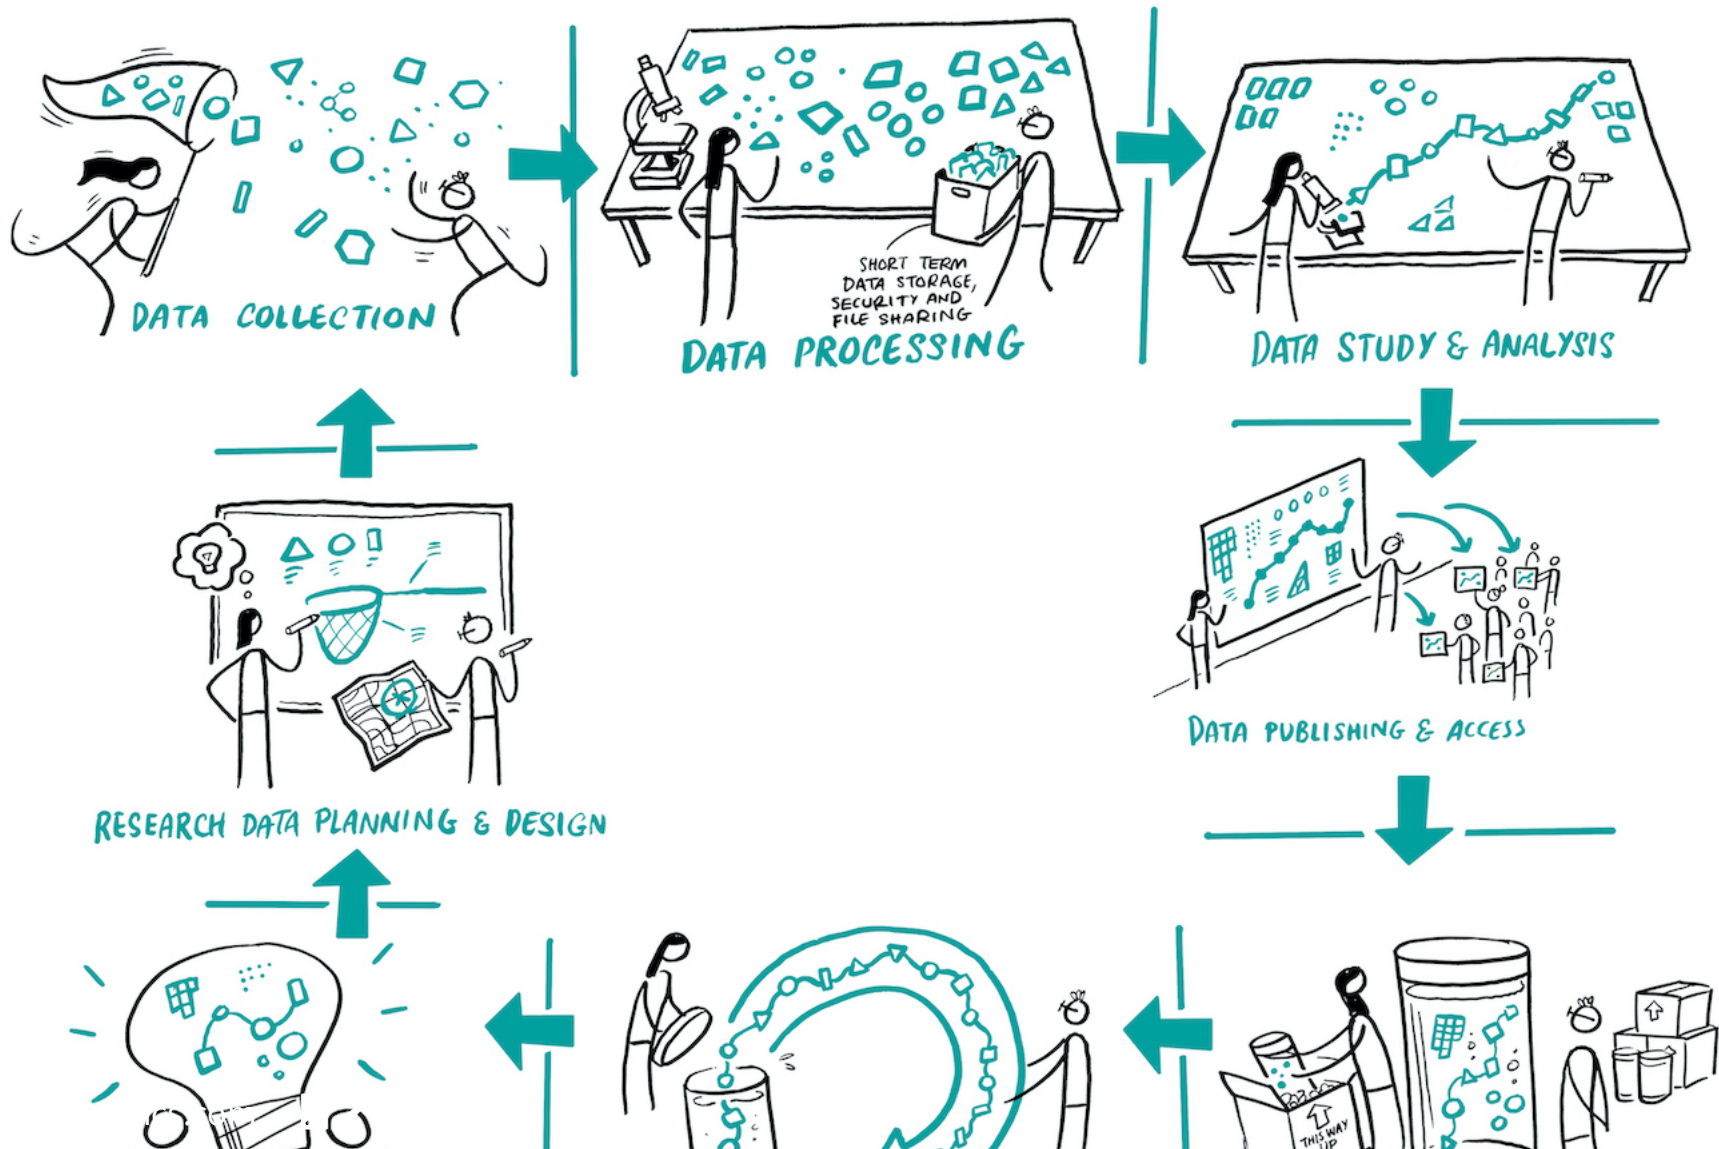 DATA COLLECTION
SHORT TERM
DATA STORAGE,
SECURITY AND
FILE SHARING
DATA PROCESSING
DATA STUDY & ANALYSIS
RESEARCH DATA PLANNING & DESIGN
DATA PUBLISHING & ACCESS
THIS WAY
UP